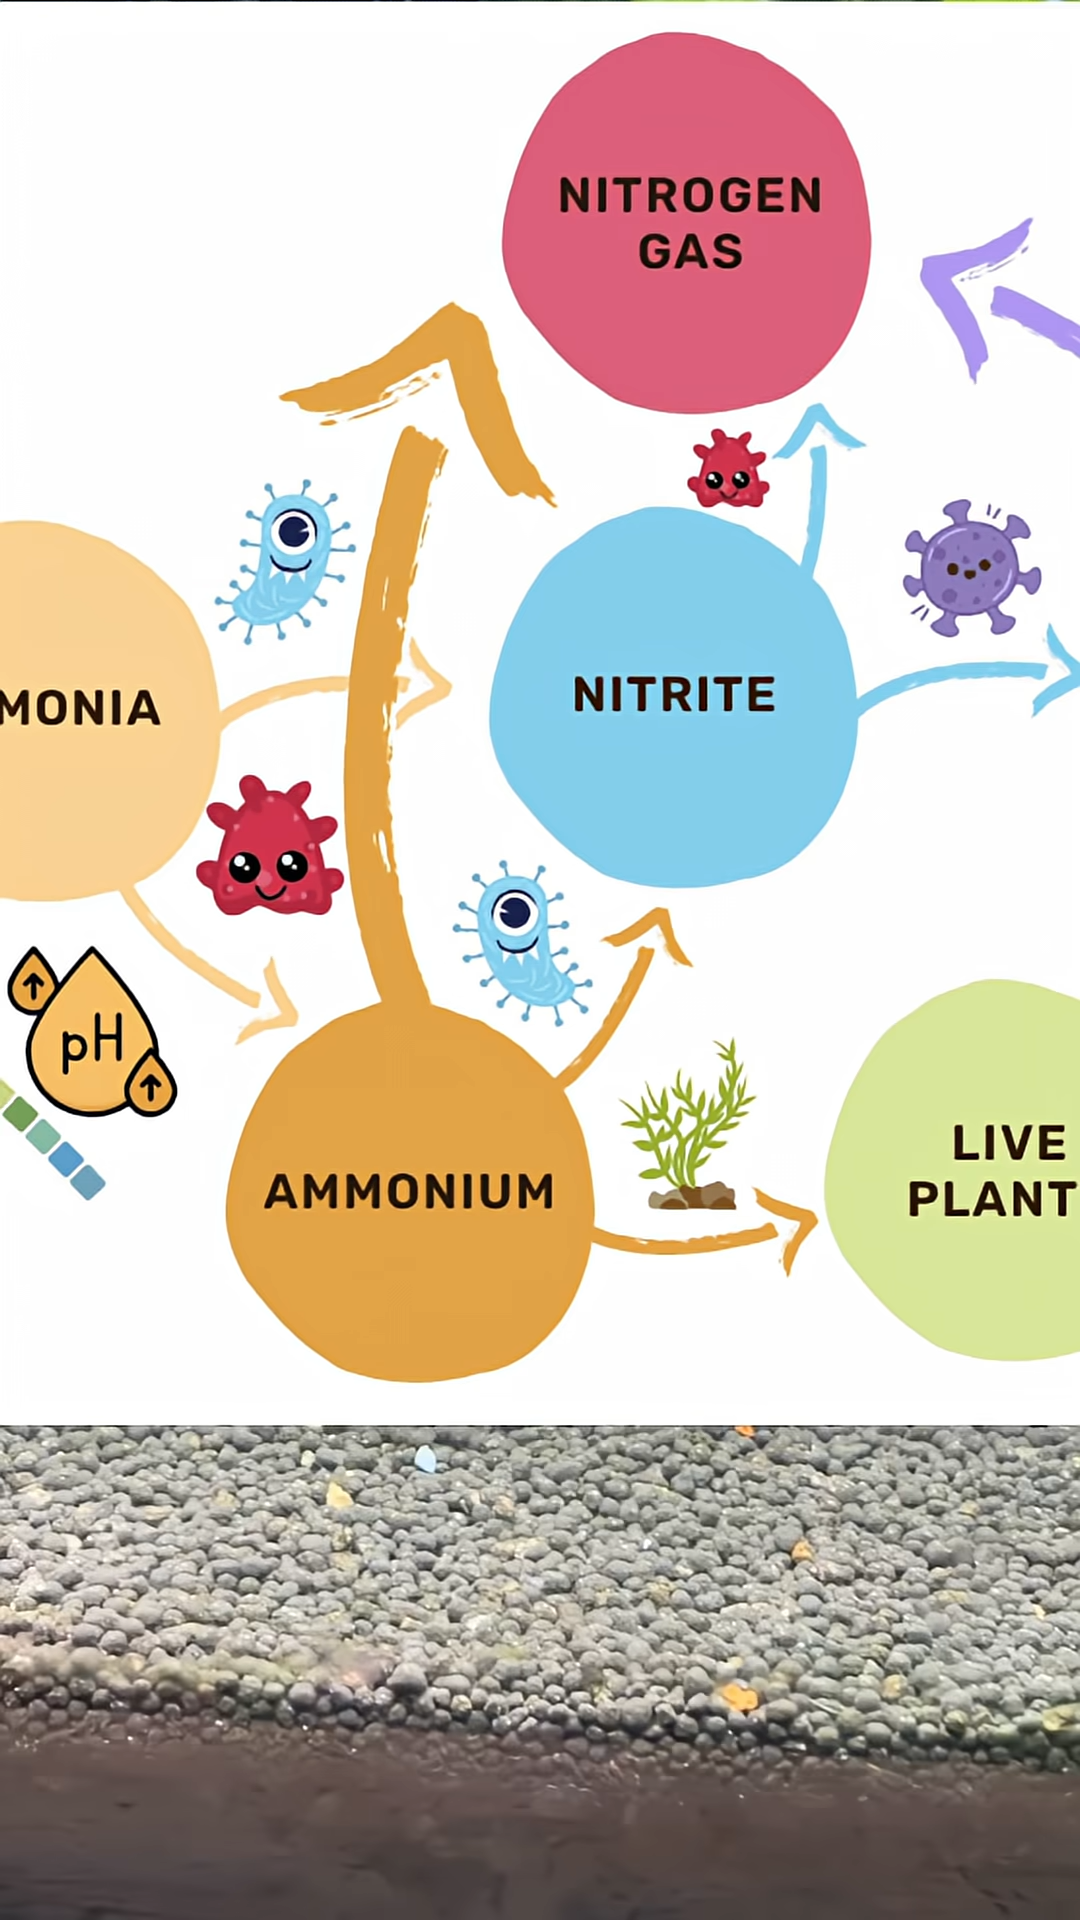 NITROGEN
GAS
MONIA
NITRITE
pH
AMMONIUM
LIVE
PLANT